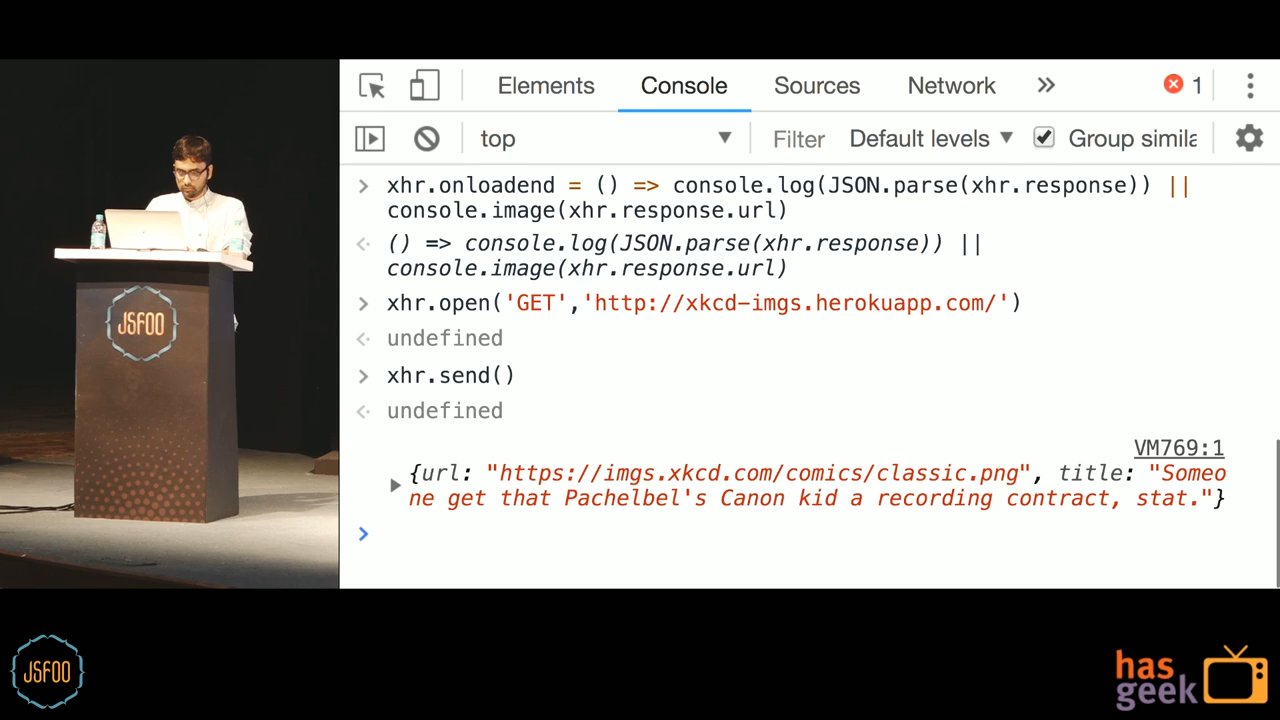 Elements Console Sources Network 1
top Filter Default levels Group simila
xhr.onloadend = () => console.log(JSON.parse(xhr.response)) ||
console.image(xhr.response.url)
() => console.log(JSON.parse(xhr.response)) ||
console.image(xhr.response.url)
xhr.open('GET','http://xkcd-imgs.herokuapp.com/')
undefined
xhr.send()
undefined
VM769:1
{url: "https://imgs.xkcd.com/comics/classic.png", title: "Someo
ne get that Pachelbel's Canon kid a recording contract, stat."}
JSFOO
JSFOO
has
geek